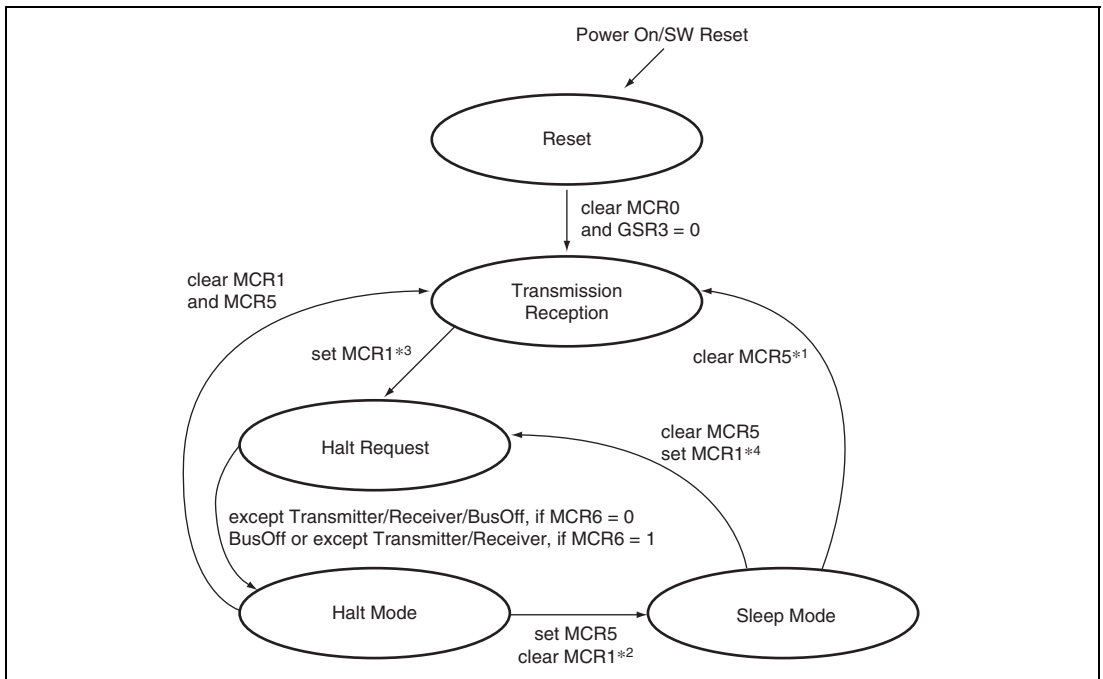 Power On/SW Reset
Reset
clear MCR0
and GSR3 = 0
clear MCR1
and MCR5
Transmission
Reception
set MCR1*3
clear MCR5*1
Halt Request
clear MCR5
set MCR1*4
except Transmitter/Receiver/BusOff, if MCR6 = 0
BusOff or except Transmitter/Receiver, if MCR6 = 1
Halt Mode
Sleep Mode
set MCR5
clear MCR1*2